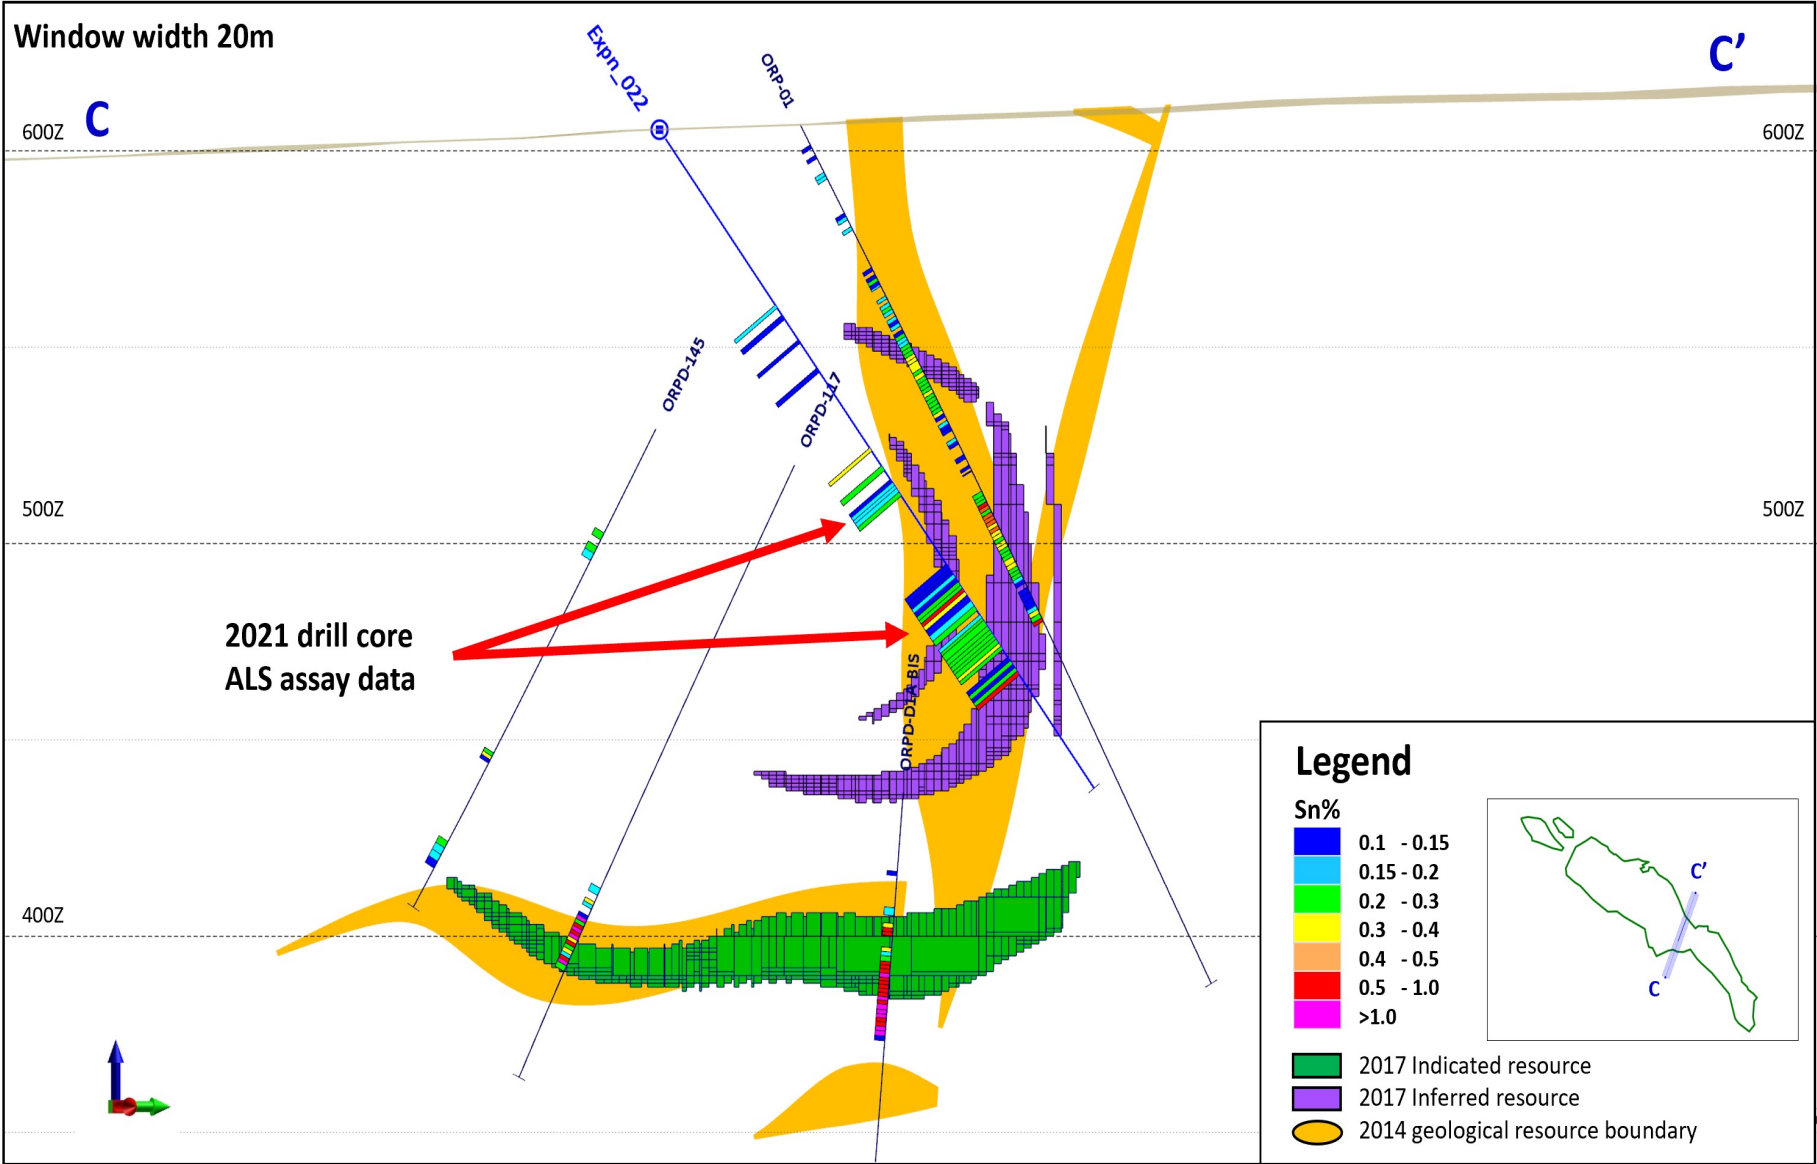 Window width 20m
C
C’
Expn_022
ORP-01
600Z
600Z
ORPD-145
ORPD-117
500Z
500Z
2021 drill core
ALS assay data
ORPD-D1A BIS
400Z
Legend
Sn%
0.1 - 0.15
0.15 - 0.2
0.2 - 0.3
0.3 - 0.4
0.4 - 0.5
0.5 - 1.0
>1.0
C’
C
2017 Indicated resource
2017 Inferred resource
2014 geological resource boundary